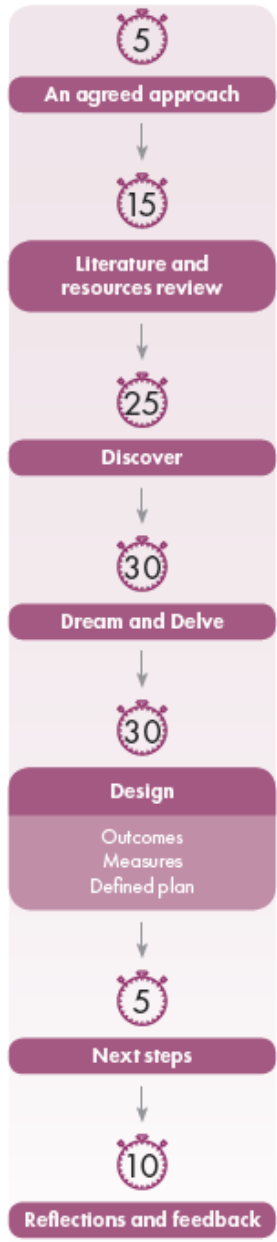 5
An agreed approach
15
Literature and
resources review
25
Discover
30
Dream and Delve
30
Design
Outcomes
Measures
Defined plan
5
Next steps
10
Reflections and feedback